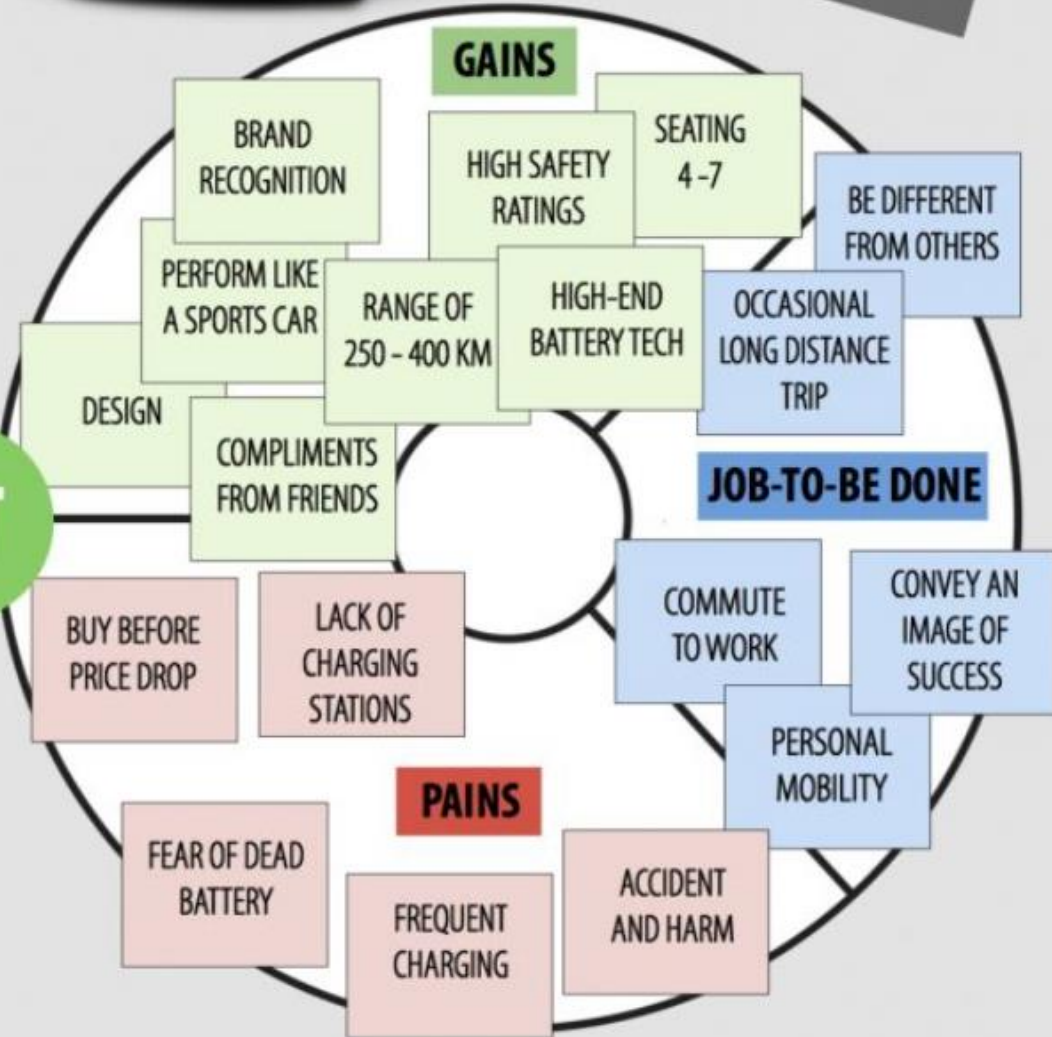 GAINS
BRAND
RECOGNITION
HIGH SAFETY
RATINGS
SEATING
4 -7
BE DIFFERENT
FROM OTHERS
PERFORM LIKE
A SPORTS CAR
RANGE OF
250 - 400 KM
HIGH-END
BATTERY TECH
OCCASIONAL
LONG DISTANCE
TRIP
DESIGN
COMPLIMENTS
FROM FRIENDS
JOB-TO-BE DONE
COMMUTE
TO WORK
CONVEY AN
IMAGE OF
SUCCESS
PERSONAL
MOBILITY
BUY BEFORE
PRICE DROP
LACK OF
CHARGING
STATIONS
PAINS
FEAR OF DEAD
BATTERY
FREQUENT
CHARGING
ACCIDENT
AND HARM